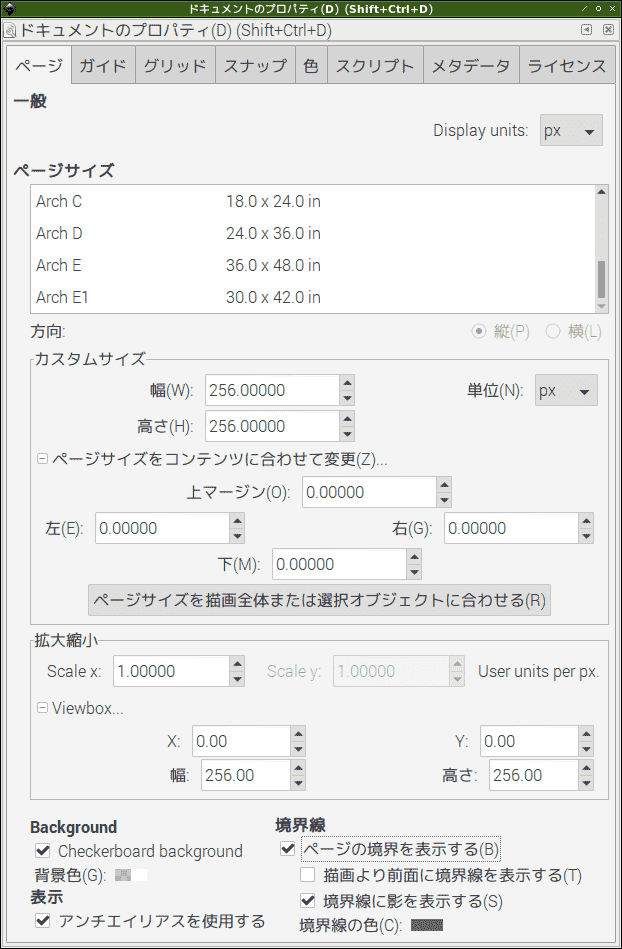 ドキュメントのプロパティ(D) (Shift+Ctrl+D)
ドキュメントのプロパティ(D) (Shift+Ctrl+D)
ページ ガイド グリッド スナップ 色 スクリプト メタデータ ライセンス
一般
Display units: px
ページサイズ
Arch C 18.0 x 24.0 in
Arch D 24.0 x 36.0 in
Arch E 36.0 x 48.0 in
Arch E1 30.0 x 42.0 in
方向: 縦(P) 横(L)
カスタムサイズ
幅(W): 256.00000 単位(N): px
高さ(H): 256.00000
ページサイズをコンテンツに合わせて変更(Z)...
上マージン(O): 0.00000
左(E): 0.00000 右(G): 0.00000
下(M): 0.00000
ページサイズを描画全体または選択オブジェクトに合わせる(R)
拡大縮小
Scale x: 1.00000 Scale y: 1.00000 User units per px.
Viewbox...
X: 0.00 Y: 0.00
幅: 256.00 高さ: 256.00
Background 境界線
Checkerboard background ページの境界を表示する(B)
背景色(G): 描画より前面に境界線を表示する(T)
表示 境界線に影を表示する(S)
アンチエイリアスを使用する 境界線の色(C):